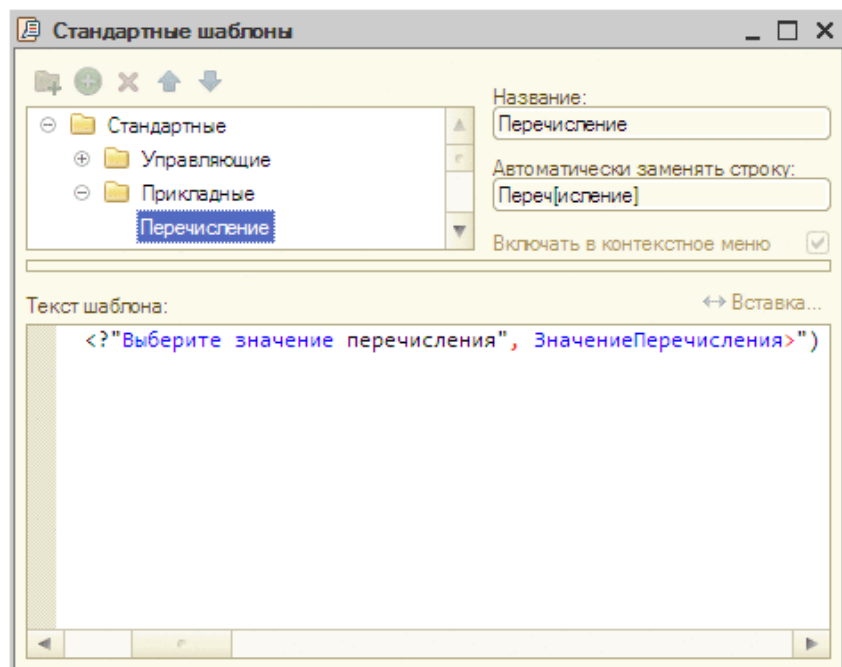 Стандартные шаблоны
Стандартные
Управляющие
Прикладные
Перечисление
Название:
Перечисление
Автоматически заменять строку:
Переч[исление]
Включать в контекстное меню
Текст шаблона:
Вставка...
<?"Выберите значение перечисления", ЗначениеПеречисления>")